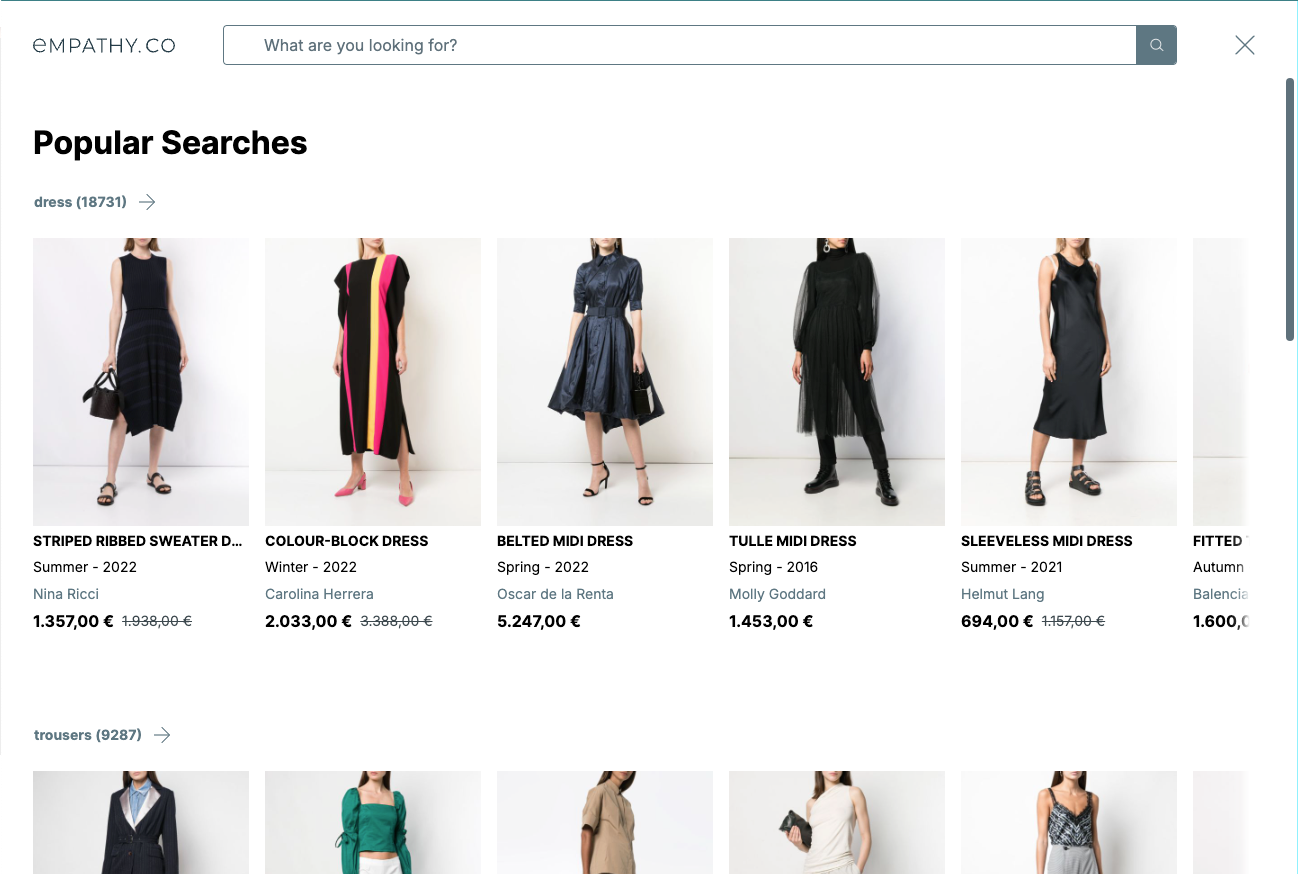 eMPATHY.CO
What are you looking for?
Popular Searches
dress (18731)
STRIPED RIBBED SWEATER D...
Summer - 2022
Nina Ricci
1.357,00 € 1.938,00 €
COLOUR-BLOCK DRESS
Winter - 2022
Carolina Herrera
2.033,00 € 3.388,00 €
BELTED MIDI DRESS
Spring - 2022
Oscar de la Renta
5.247,00 €
TULLE MIDI DRESS
Spring - 2016
Molly Goddard
1.453,00 €
SLEEVELESS MIDI DRESS
Summer - 2021
Helmut Lang
694,00 € 1.157,00 €
FITTED
Autumn
Balencia
1.600,0
trousers (9287)